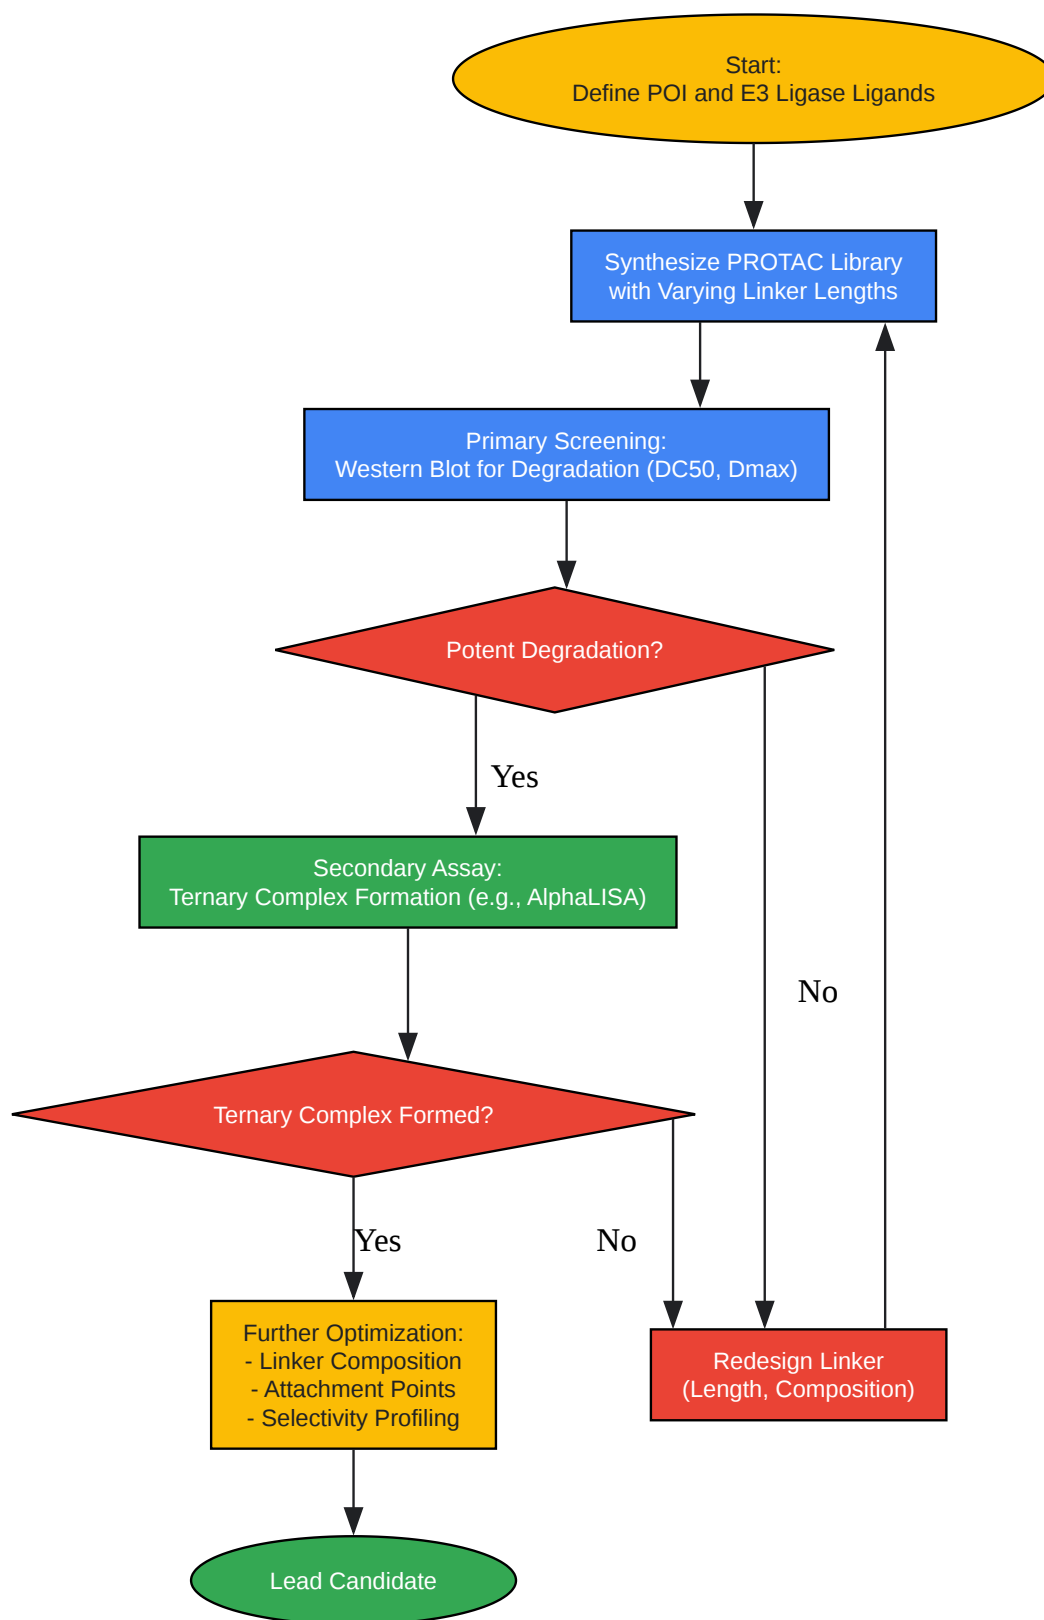 Start:
Define POI and E3 Ligase Ligands
Synthesize PROTAC Library
with Varying Linker Lengths
Primary Screening:
Western Blot for Degradation (DC50, Dmax)
Potent Degradation?
Yes
Secondary Assay:
Ternary Complex Formation (e.g., AlphaLISA)
No
Ternary Complex Formed?
Yes
No
Further Optimization:
- Linker Composition
- Attachment Points
- Selectivity Profiling
Redesign Linker
(Length, Composition)
Lead Candidate